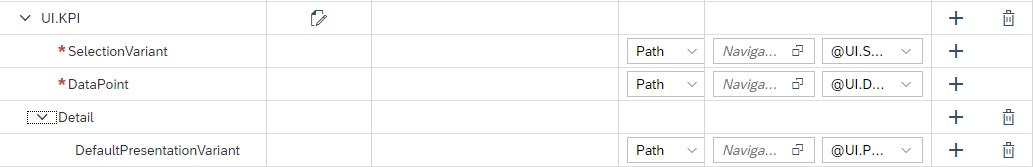 UI.KPI
*SelectionVariant Path Naviga... @UI.S...
*DataPoint Path Naviga... @UI.D...
Detail
DefaultPresentationVariant Path Naviga... @UI.P...